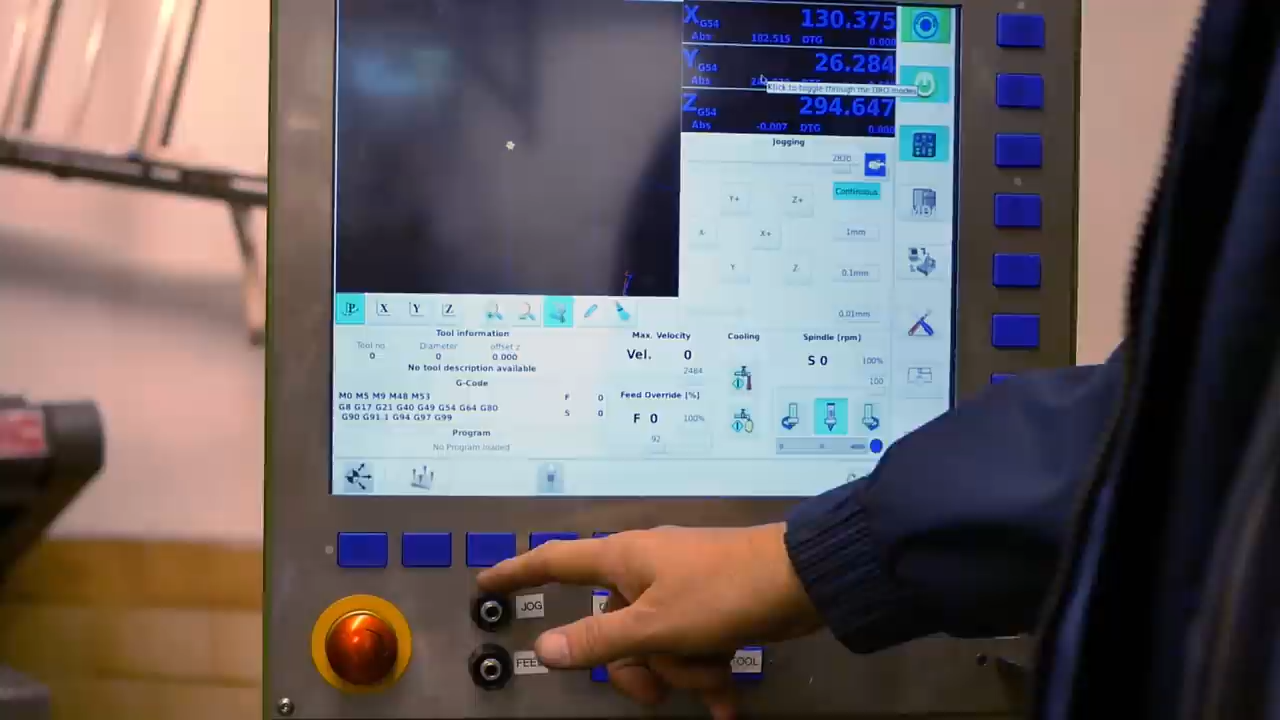 X G54 130.375
Abs 182.515 DTG 0.000
Y G54 26.284
Abs
Klick to toggle through the DRO modes
Z G54 294.647
Abs -0.007 DTG 0.000
Jogging
2820
Continuous
Y+ Z+
X- X+ 1mm
Y Z 0.1mm
0.01mm
P X Y Z
Tool information
Tool no. Diameter offset z
0 0 0.000
No tool description available
G-Code
M0 M5 M9 M48 M53
G8 G17 G21 G40 G49 G54 G64 G80
G90 G91.1 G94 G97 G99
F 0
S 0
Program
No Program loaded
Max. Velocity
Vel. 0
2484
Feed Override [%]
F 0 100%
92
Cooling
Spindle [rpm]
S 0 100%
100
MDI
JOG
FEE
TOOL